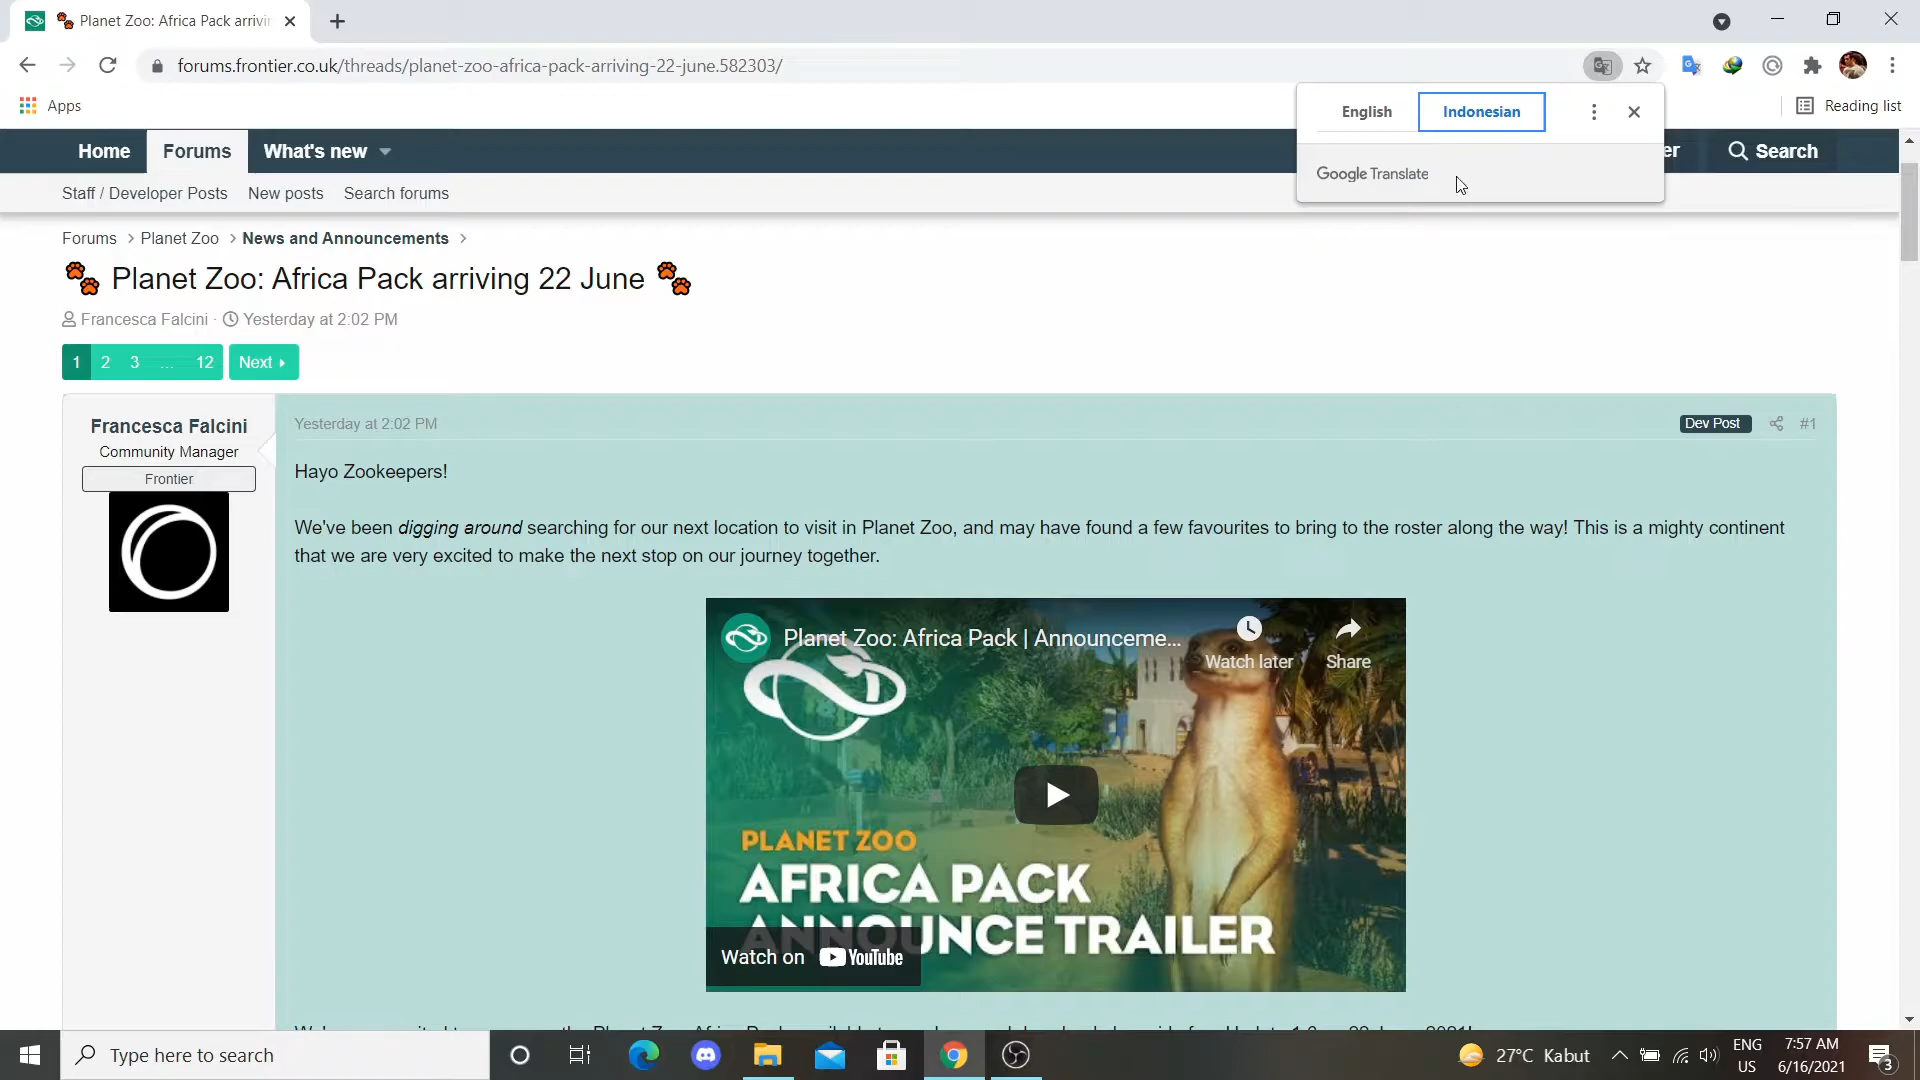 Planet Zoo: Africa Pack arrivin
forums.frontier.co.uk/threads/planet-zoo-africa-pack-arriving-22-june.582303/
Apps
Reading list
English Indonesian
Google Translate
Home Forums What's new
er Search
Staff / Developer Posts New posts Search forums
Forums > Planet Zoo > News and Announcements >
Planet Zoo: Africa Pack arriving 22 June
Francesca Falcini · Yesterday at 2:02 PM
1 2 3 ... 12 Next
Francesca Falcini
Community Manager
Frontier
Yesterday at 2:02 PM
Dev Post #1
Hayo Zookeepers!
We've been digging around searching for our next location to visit in Planet Zoo, and may have found a few favourites to bring to the roster along the way! This is a mighty continent
that we are very excited to make the next stop on our journey together.
Planet Zoo: Africa Pack | Announceme...
Watch later Share
PLANET ZOO
AFRICA PACK
ANNOUNCE TRAILER
Watch on YouTube
Type here to search
27°C Kabut
ENG
US
7:57 AM
6/16/2021
3